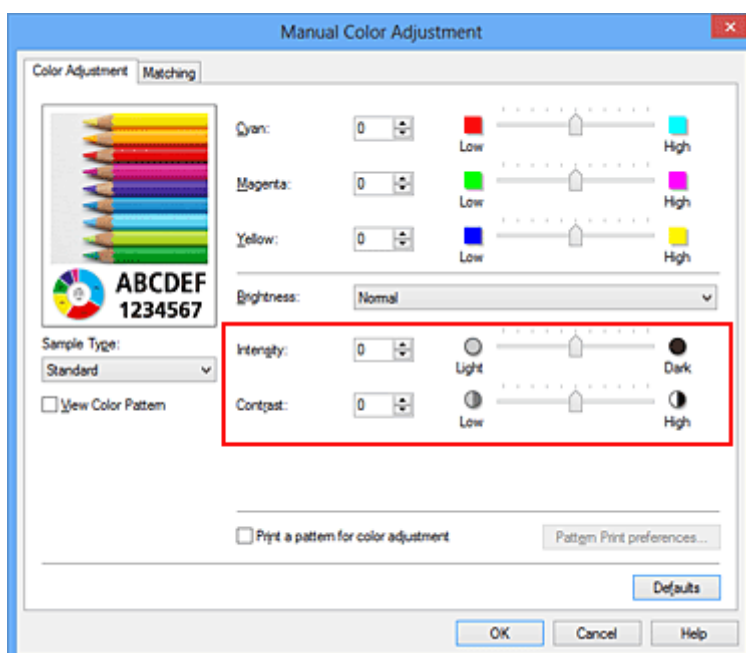 Manual Color Adjustment
Color Adjustment Matching
Cyan: 0 Low High
Magenta: 0 Low High
Yellow: 0 Low High
ABCDEF
1234567
Brightness: Normal
Sample Type:
Standard
View Color Pattern
Intensity: 0 Light Dark
Contrast: 0 Low High
Print a pattern for color adjustment Pattern Print preferences...
Defaults
OK Cancel Help